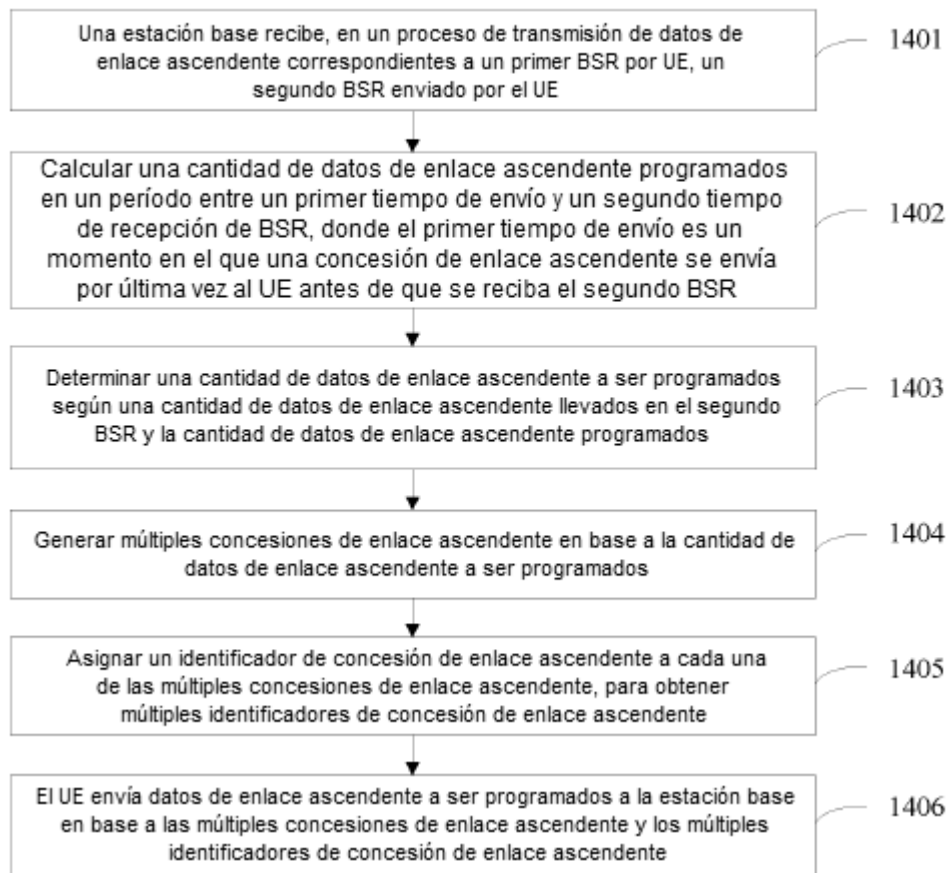 Una estación base recibe, en un proceso de transmisión de datos de
enlace ascendente correspondientes a un primer BSR por UE, un
segundo BSR enviado por el UE
1401
Calcular una cantidad de datos de enlace ascendente programados
en un período entre un primer tiempo de envío y un segundo tiempo
de recepción de BSR, donde el primer tiempo de envío es un
momento en el que una concesión de enlace ascendente se envía
por última vez al UE antes de que se reciba el segundo BSR
1402
Determinar una cantidad de datos de enlace ascendente a ser programados
según una cantidad de datos de enlace ascendente llevados en el segundo
BSR y la cantidad de datos de enlace ascendente programados
1403
Generar múltiples concesiones de enlace ascendente en base a la cantidad de
datos de enlace ascendente a ser programados
1404
Asignar un identificador de concesión de enlace ascendente a cada una
de las múltiples concesiones de enlace ascendente, para obtener
múltiples identificadores de concesión de enlace ascendente
1405
El UE envía datos de enlace ascendente a ser programados a la estación base
en base a las múltiples concesiones de enlace ascendente y los múltiples
identificadores de concesión de enlace ascendente
1406